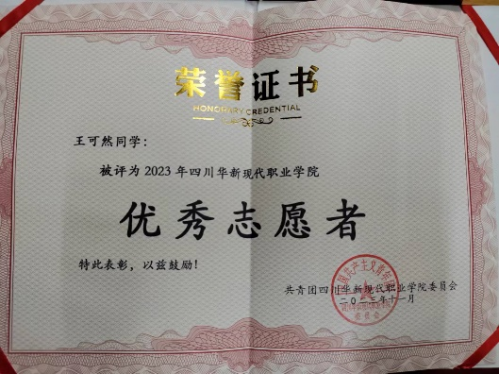 荣誉证书
HONORARY CREDENTIAL
王可然同学：
被评为2023年四川华新现代职业学院
优秀志愿者
特此表彰，以兹鼓励！
共青团四川华新现代职业学院委员会
二〇二三年十一月